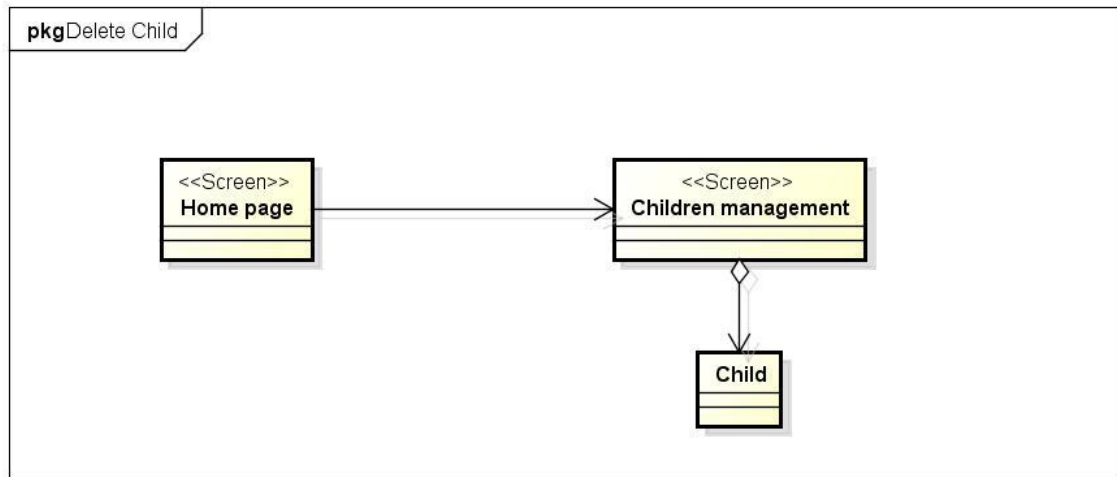 pkgDelete Child
<<Screen>>
Home page
<<Screen>>
Children management
Child